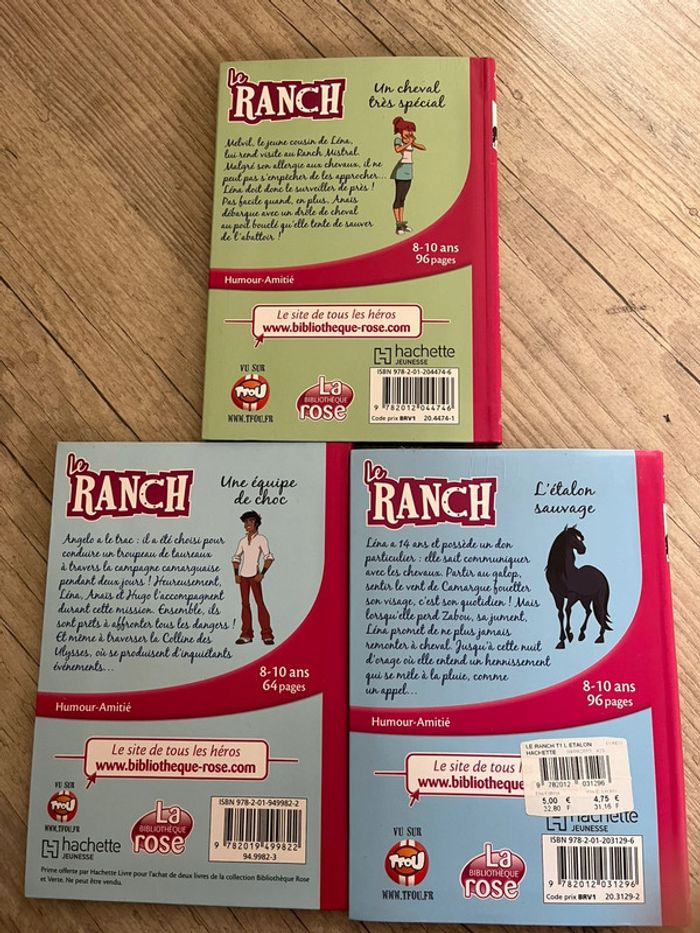 le
RANCH
Un cheval
très spécial
Melvil, le jeune cousin de Léna,
lui rend visite au Ranch Mistral.
Malgré son allergie aux chevaux, il ne
peut pas s'empêcher de les approcher...
Léna doit donc le surveiller de près !
Pas facile quand, en plus, Anaïs
débarque avec un drôle de cheval
au poil bouclé qu'elle tente de sauver
de l'abattoir !
8-10 ans
96 pages
Humour-Amitié
Le site de tous les héros
www.bibliotheque-rose.com
hachette
JEUNESSE
VU SUR
TFOU
WWW.TFOU.FR
La
BIBLIOTHÈQUE
rose
ISBN 978-2-01-204474-6
9 782012 044746
Code prix BRV1 20.4474-1
le
RANCH
Une équipe
de choc
Angelo a le trac : il a été choisi pour
conduire un troupeau de taureaux
à travers la campagne camarguaise
pendant deux jours ! Heureusement,
Léna, Anaïs et Hugo l'accompagnent
durant cette mission. Ensemble, ils
sont prêts à affronter tous les dangers !
Et même à traverser la Colline des
Ulysses, où se produisent d'inquiétants
événements...
8-10 ans
64 pages
Humour-Amitié
Le site de tous les héros
www.bibliotheque-rose.com
VU SUR
TFOU
WWW.TFOU.FR
hachette
JEUNESSE
La
BIBLIOTHÈQUE
rose
ISBN 978-2-01-949982-2
9 782019 499822
94.9982-3
Prime offerte par Hachette Livre pour l'achat de deux livres de la collection Bibliothèque Rose
et Verte. Ne peut être vendu.
le
RANCH
L'étalon
sauvage
Léna a 14 ans et possède un don
particulier : elle sait communiquer
avec les chevaux. Partir au galop,
sentir le vent de Camargue fouetter
son visage, c'est son quotidien ! Mais
lorsqu'elle perd Zabou, sa jument,
Léna promet de ne plus jamais
remonter à cheval. Jusqu'à cette nuit
d'orage où elle entend un hennissement
qui se mêle à la pluie, comme
un appel...
8-10 ans
96 pages
Humour-Amitié
Le site de tous les
www.bibliothequ
LE RANCH T1 L ETALON
HACHETTE
9 782012 031296
5,00 € 4,75 €
32,80 F 31,16 F
hachette
JEUNESSE
VU SUR
TFOU
WWW.TFOU.FR
La
BIBLIOTHÈQUE
rose
ISBN 978-2-01-203129-6
9 782012 031296
Code prix BRV1 20.3129-2